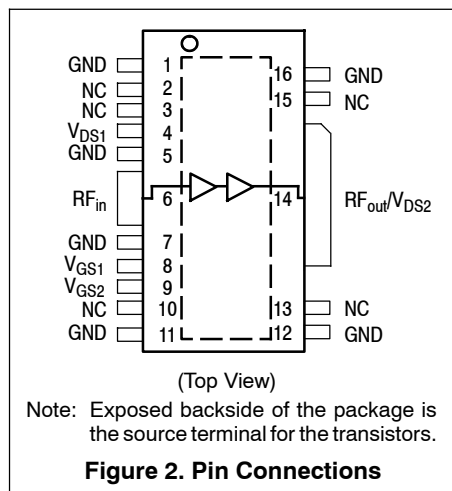 GND 1 16 GND
NC 2 15 NC
NC 3
VDS1 4
GND 5
RFin 6 14 RFout/VDS2
GND 7
VGS1 8
VGS2 9
NC 10 13 NC
GND 11 12 GND
(Top View)
Note: Exposed backside of the package is
the source terminal for the transistors.
Figure 2. Pin Connections